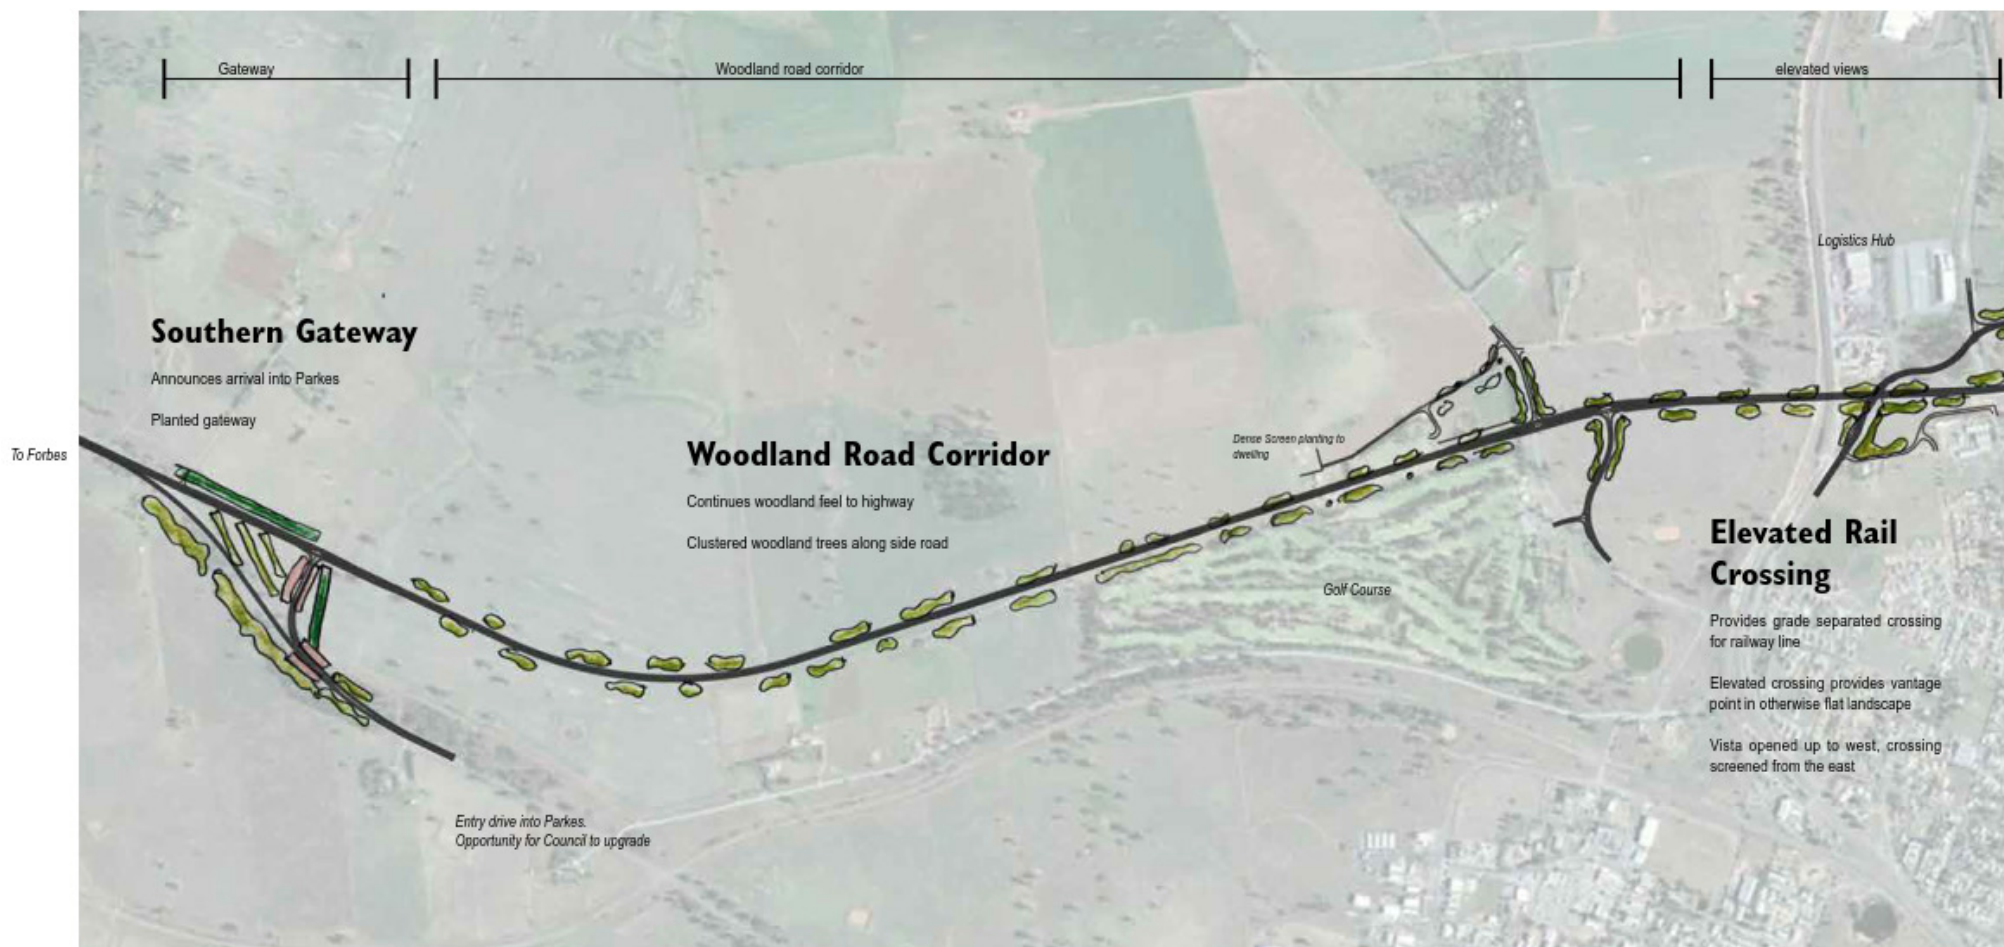 Gateway
Woodland road corridor
elevated views
Logistics Hub
Southern Gateway
Announces arrival into Parkes
Planted gateway
To Forbes
Woodland Road Corridor
Continues woodland feel to highway
Clustered woodland trees along side road
Dense Screen planting to
dwelling
Golf Course
Elevated Rail
Crossing
Provides grade separated crossing
for railway line
Elevated crossing provides vantage
point in otherwise flat landscape
Vista opened up to west, crossing
screened from the east
Entry drive into Parkes.
Opportunity for Council to upgrade